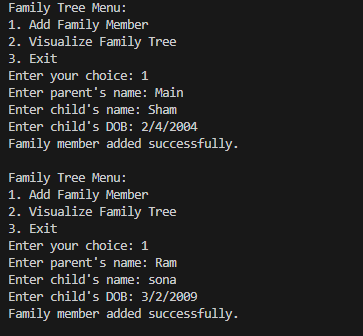 Family Tree Menu:
1. Add Family Member
2. Visualize Family Tree
3. Exit
Enter your choice: 1
Enter parent's name: Main
Enter child's name: Sham
Enter child's DOB: 2/4/2004
Family member added successfully.
Family Tree Menu:
1. Add Family Member
2. Visualize Family Tree
3. Exit
Enter your choice: 1
Enter parent's name: Ram
Enter child's name: sona
Enter child's DOB: 3/2/2009
Family member added successfully.